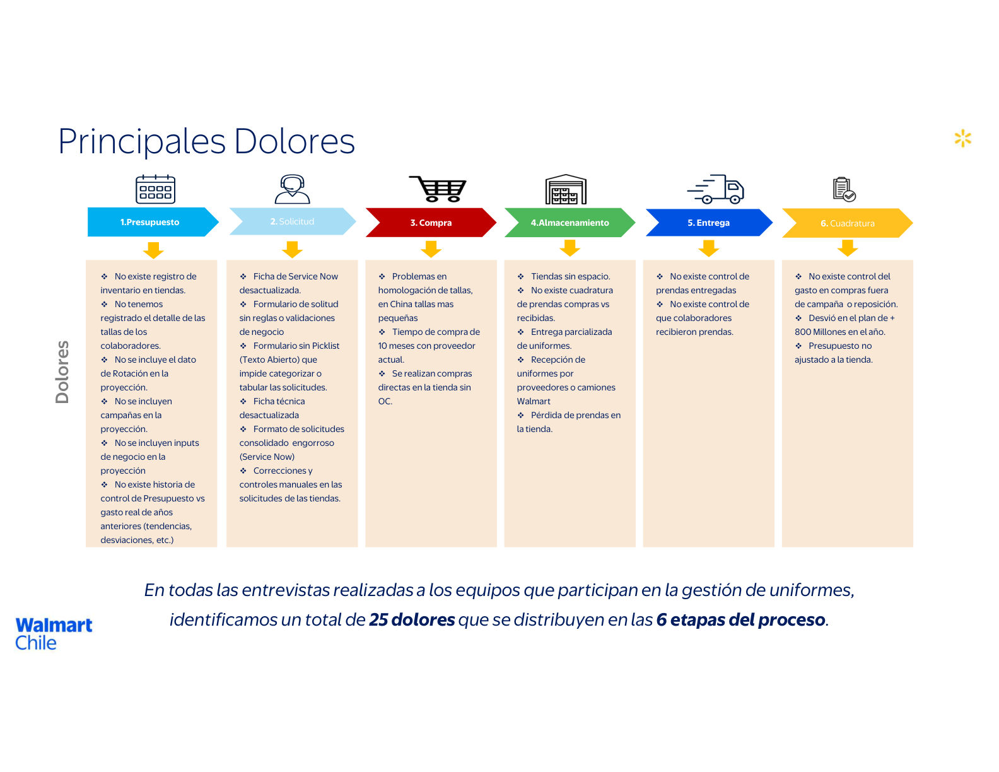 Principales Dolores
1.Presupuesto
2. Solicitud
3. Compra
4.Almacenamiento
5. Entrega
6. Cuadratura
Dolores
❖ No existe registro de
inventario en tiendas.
❖ No tenemos
registrado el detalle de las
tallas de los
colaboradores.
❖ No se incluye el dato
de Rotación en la
proyección.
❖ No se incluyen
campañas en la
proyección.
❖ No se incluyen inputs
de negocio en la
proyección
❖ No existe historia de
control de Presupuesto vs
gasto real de años
anteriores (tendencias,
desviaciones, etc.)
❖ Ficha de Service Now
desactualizada.
❖ Formulario de solitud
sin reglas o validaciones
de negocio
❖ Formulario sin Picklist
(Texto Abierto) que
impide categorizar o
tabular las solicitudes.
❖ Ficha técnica
desactualizada
❖ Formato de solicitudes
consolidado engorroso
(Service Now)
❖ Correcciones y
controles manuales en las
solicitudes de las tiendas.
❖ Problemas en
homologación de tallas,
en China tallas mas
pequeñas
❖ Tiempo de compra de
10 meses con proveedor
actual.
❖ Se realizan compras
directas en la tienda sin
OC.
❖ Tiendas sin espacio.
❖ No existe cuadratura
de prendas compras vs
recibidas.
❖ Entrega parcializada
de uniformes.
❖ Recepción de
uniformes por
proveedores o camiones
Walmart
❖ Pérdida de prendas en
la tienda.
❖ No existe control de
prendas entregadas
❖ No existe control de
que colaboradores
recibieron prendas.
❖ No existe control del
gasto en compras fuera
de campaña o reposición.
❖ Desvió en el plan de +
800 Millones en el año.
❖ Presupuesto no
ajustado a la tienda.
En todas las entrevistas realizadas a los equipos que participan en la gestión de uniformes,
identificamos un total de 25 dolores que se distribuyen en las 6 etapas del proceso.
Walmart
Chile